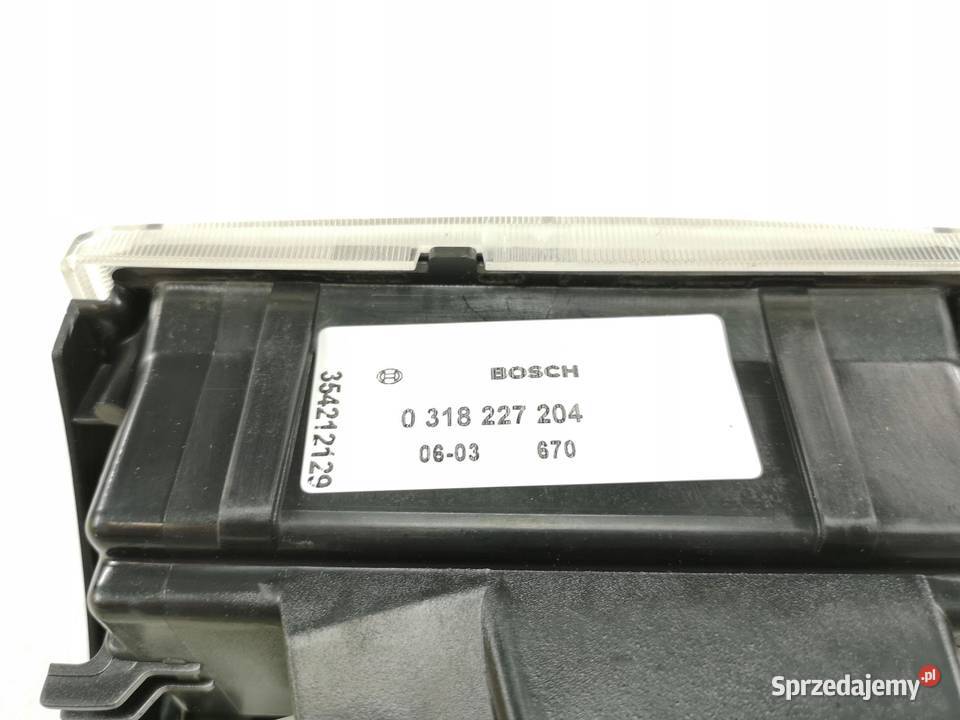 BOSCH
0 318 227 204
06-03 670
354212129
Sprzedajemy.pl